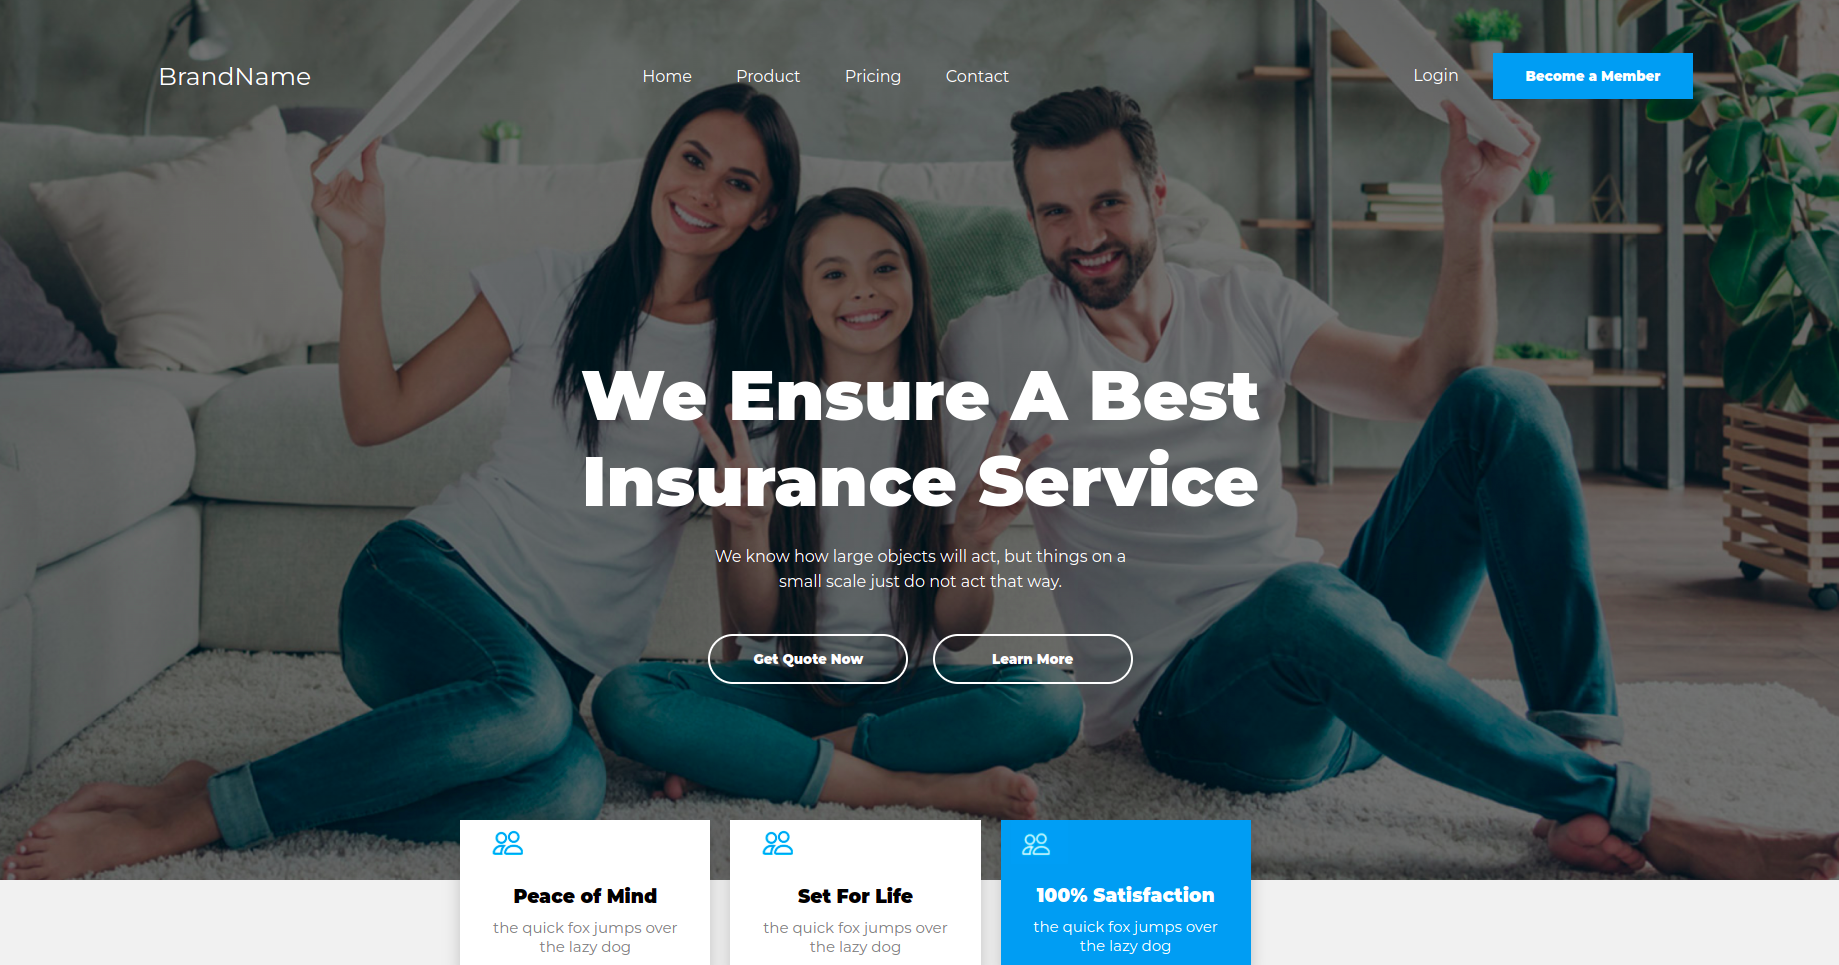 BrandName
Home
Product
Pricing
Contact
Login
Become a Member
We Ensure A Best
Insurance Service
We know how large objects will act, but things on a
small scale just do not act that way.
Get Quote Now
Learn More
Peace of Mind
the quick fox jumps over
the lazy dog
Set For Life
the quick fox jumps over
the lazy dog
100% Satisfaction
the quick fox jumps over
the lazy dog